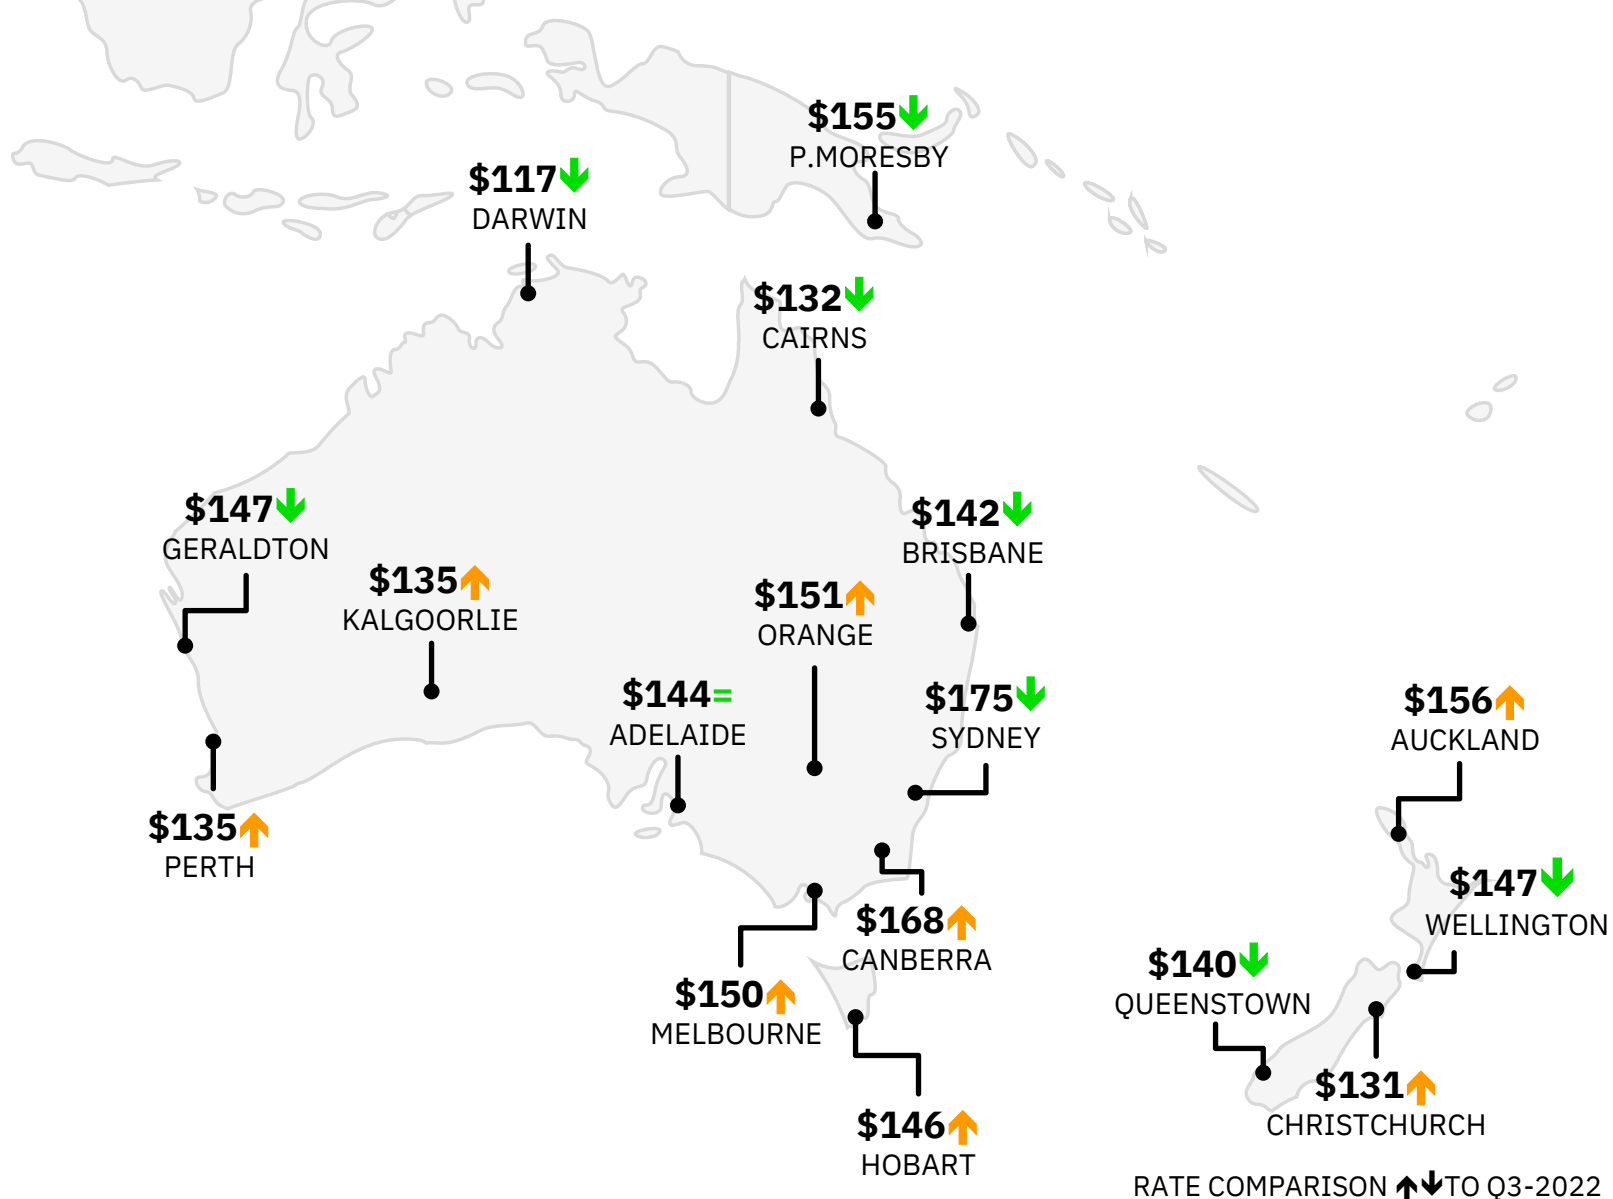 $155↓
P.MORESBY
$117↓
DARWIN
$132↓
CAIRNS
$147↓
GERALDTON
$142↓
BRISBANE
$135↑
KALGOORLIE
$151↑
ORANGE
$144=
ADELAIDE
$175↓
SYDNEY
$156↑
AUCKLAND
$135↑
PERTH
$147↓
WELLINGTON
$168↑
CANBERRA
$140↓
QUEENSTOWN
$150↑
MELBOURNE
$131↑
CHRISTCHURCH
$146↑
HOBART
RATE COMPARISON ↑↓TO Q3-2022